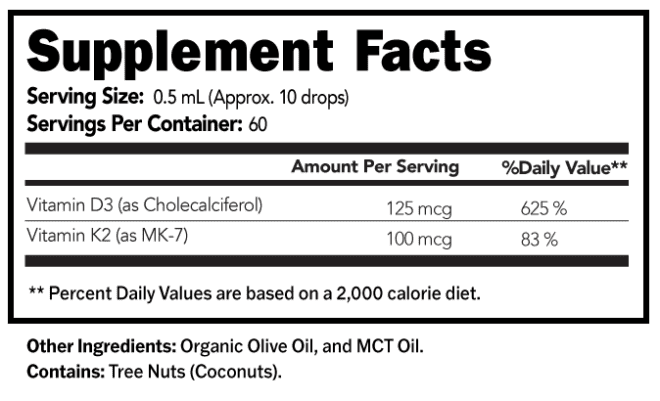 Supplement Facts
Serving Size: 0.5 mL (Approx. 10 drops)
Servings Per Container: 60
Amount Per Serving %Daily Value**
Vitamin D3 (as Cholecalciferol) 125 mcg 625 %
Vitamin K2 (as MK-7) 100 mcg 83 %
** Percent Daily Values are based on a 2,000 calorie diet.
Other Ingredients: Organic Olive Oil, and MCT Oil.
Contains: Tree Nuts (Coconuts).